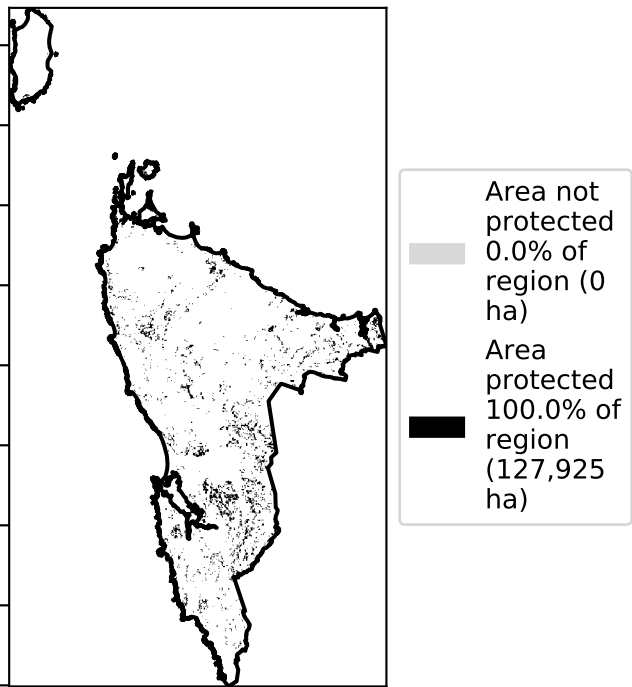 Area not
protected
0.0% of
region (0
ha)
Area
protected
100.0% of
region
(127,925
ha)